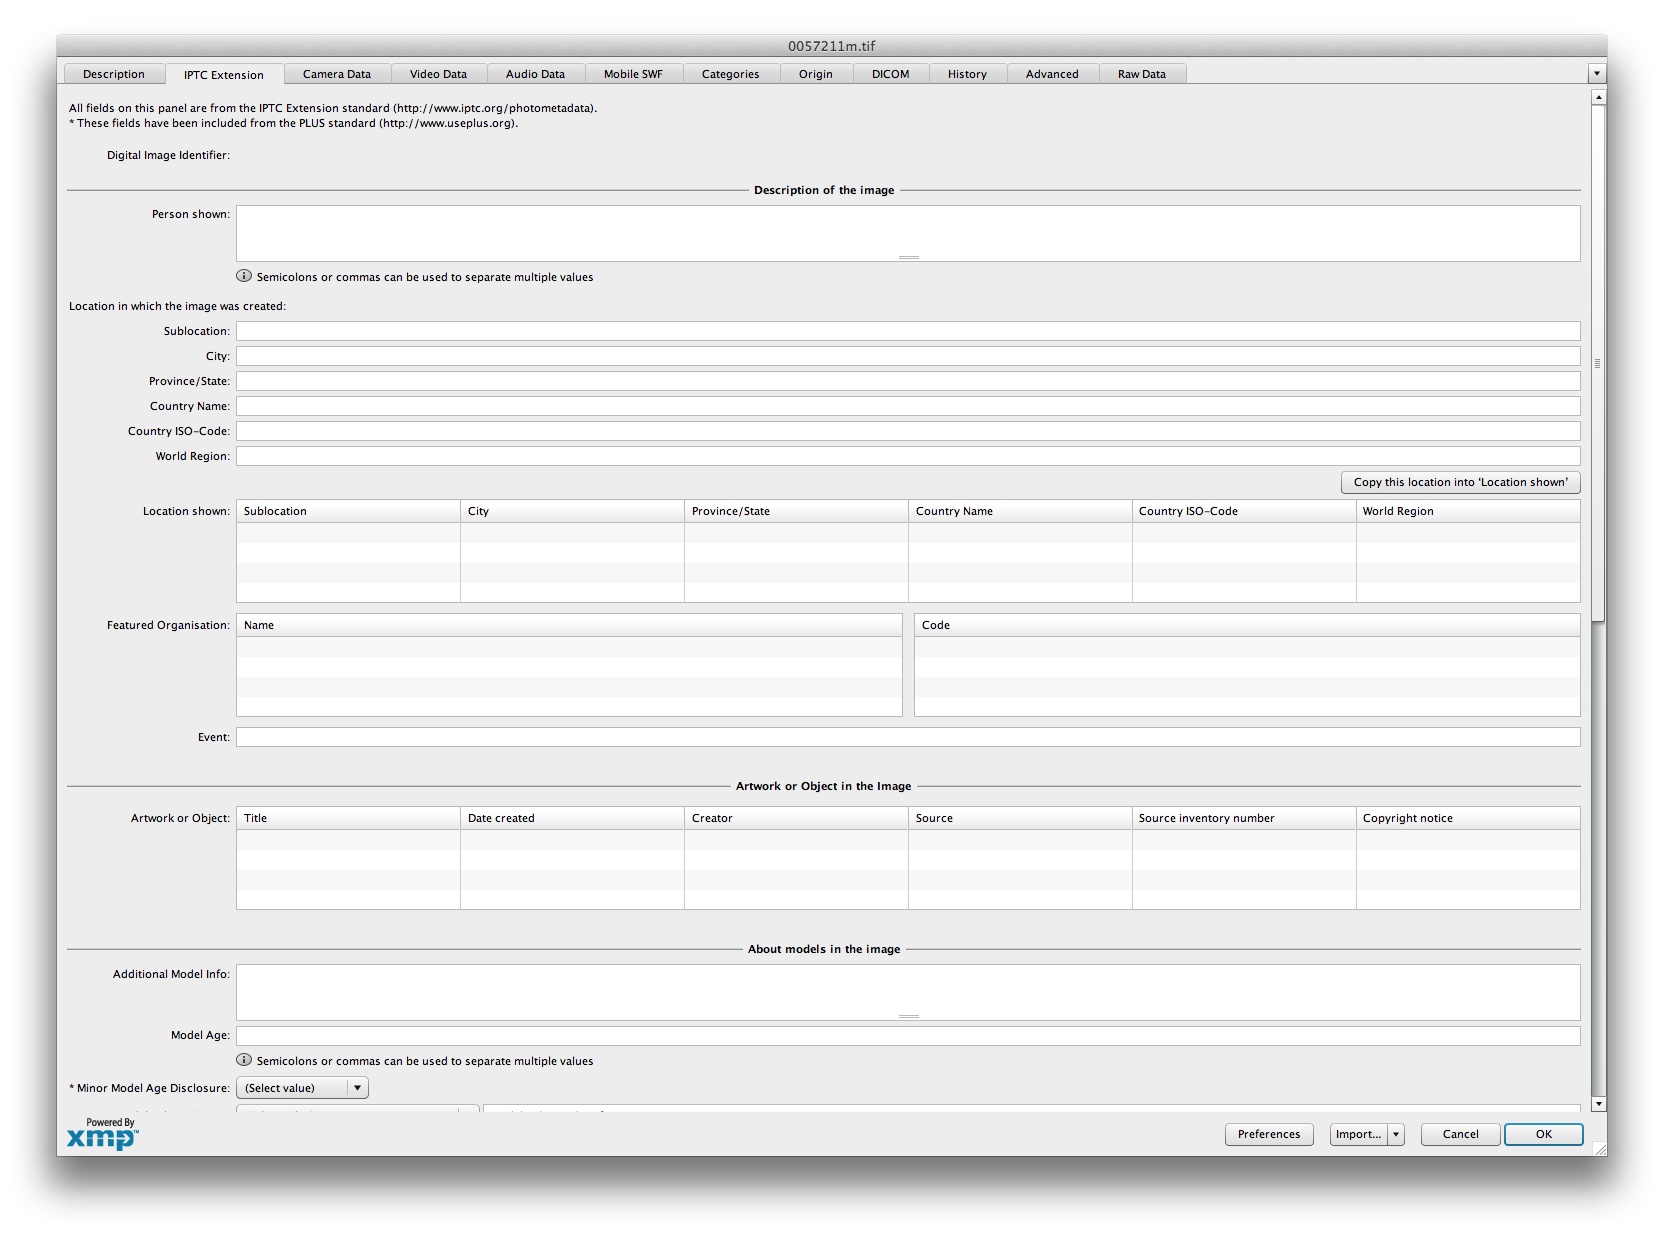 0057211m.tif
Description IPTC Extension Camera Data Video Data Audio Data Mobile SWF Categories Origin DICOM History Advanced Raw Data
All fields on this panel are from the IPTC Extension standard (http://www.iptc.org/photometadata).
* These fields have been included from the PLUS standard (http://www.useplus.org).
Digital Image Identifier:
Description of the image
Person shown:
Semicolons or commas can be used to separate multiple values
Location in which the image was created:
Sublocation:
City:
Province/State:
Country Name:
Country ISO-Code:
World Region:
Copy this location into ‘Location shown’
Location shown: Sublocation City Province/State Country Name Country ISO-Code World Region
Featured Organisation: Name Code
Event:
Artwork or Object in the Image
Artwork or Object: Title Date created Creator Source Source inventory number Copyright notice
About models in the image
Additional Model Info:
Model Age:
Semicolons or commas can be used to separate multiple values
* Minor Model Age Disclosure: (Select value)
Powered By
xmp™
Preferences Import... Cancel OK